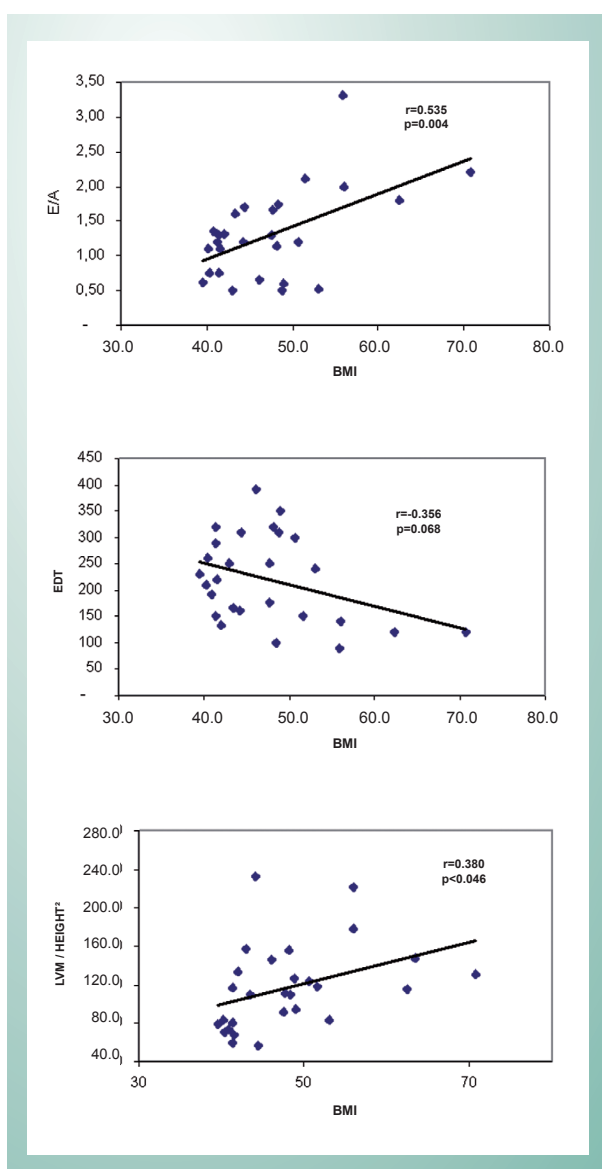 3,50
3,00
2,50
2,00
1,50
1,00
0,50
-
E/A
r=0.535
p=0.004
30.0 40.0 50.0 60.0 70.0 80.0
BMI
450
400
350
300
250
200
150
100
50
-
EDT
r=-0.356
p=0.068
30.0 40.0 50.0 60.0 70.0 80.0
BMI
280.0)
240.0)
200.0)
160.0)
120.0)
80.0)
40.0)
LVM / HEIGHT²
r=0.380
p<0.046
30 50 70
BMI